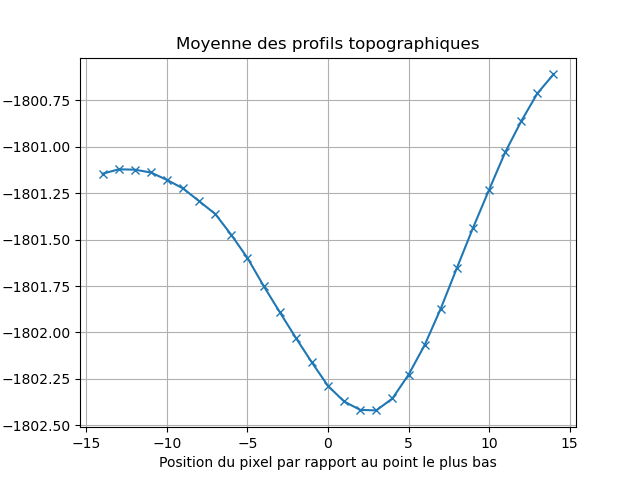 Moyenne des profils topographiques
−1800.75
−1801.00
−1801.25
−1801.50
−1801.75
−1802.00
−1802.25
−1802.50
−15 −10 −5 0 5 10 15
Position du pixel par rapport au point le plus bas